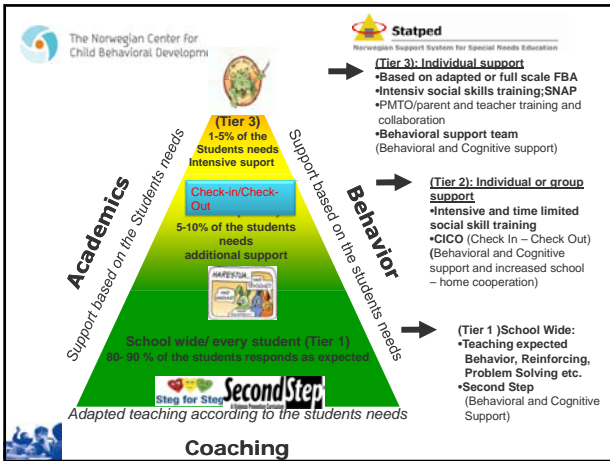 The Norwegian Center for
Child Behavioral Developme
Statped
Norwegian Support System for Special Needs Education
(Tier 3)
1-5% of the
Students needs
Intensive suport
Check-in/Check-
Out
5-10% of the students
needs
additional support
School wide/ every student (Tier 1)
80- 90 % of the students responds as expected
Steg for Steg
Second Step
Adapted teaching according to the students needs
Coaching
Academics
Support based on the Students needs
Support based on the students needs
Behavior
(Tier 3): Individual support
•Based on adapted or full scale FBA
•Intensiv social skills training;SNAP
•PMTO/parent and teacher training and
collaboration
•Behavioral support team
(Behavioral and Cognitive support)
(Tier 2): Individual or group
support
•Intensive and time limited
social skill training
•CICO (Check In – Check Out)
(Behavioral and Cognitive
support and increased school
– home cooperation)
(Tier 1 )School Wide:
•Teaching expected
Behavior, Reinforcing,
Problem Solving etc.
•Second Step
(Behavioral and Cognitive
Support)